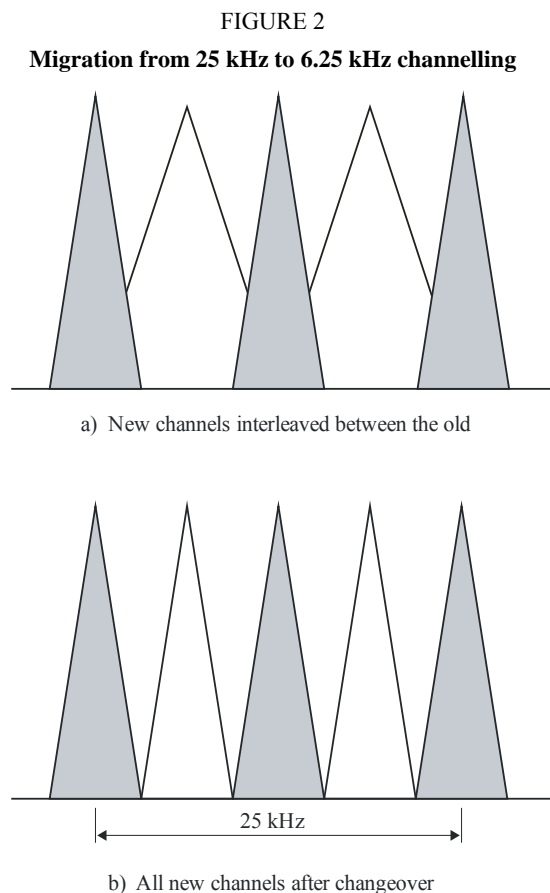 FIGURE 2
Migration from 25 kHz to 6.25 kHz channelling
a) New channels interleaved between the old
25 kHz
b) All new channels after changeover